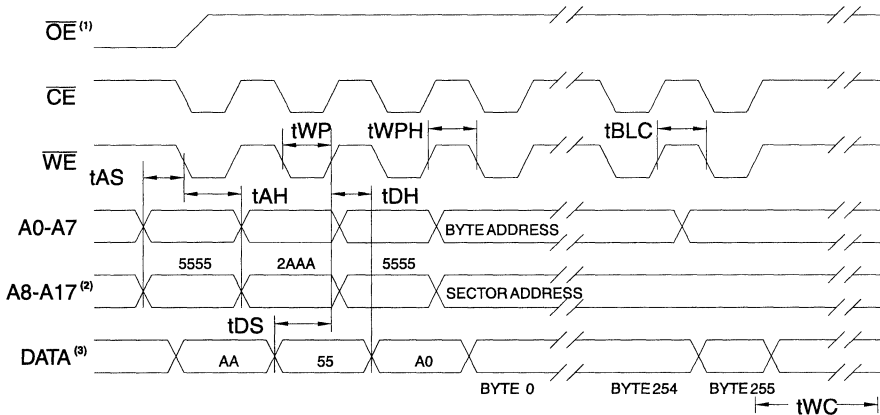 OE(1)
CE
tWP tWPH tBLC
WE
tAS
tAH tDH
A0-A7 BYTE ADDRESS
5555 2AAA 5555
A8-A17(2) SECTOR ADDRESS
tDS
DATA(3) AA 55 A0
BYTE 0 BYTE 254 BYTE 255
tWC